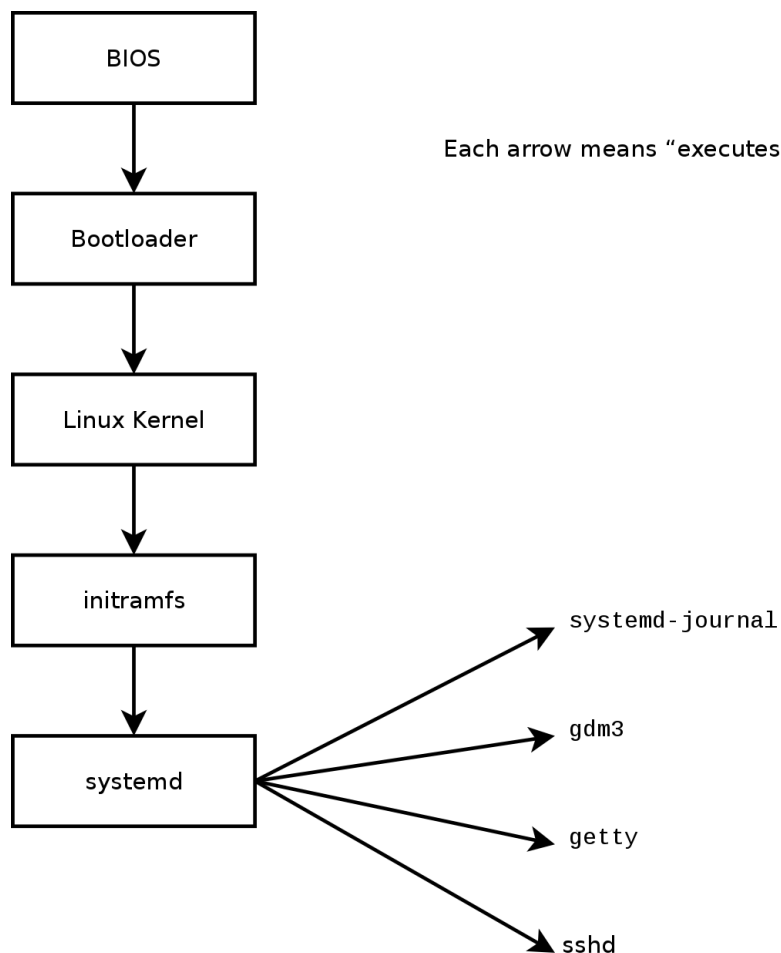 BIOS
Each arrow means “executes
Bootloader
Linux Kernel
initramfs
systemd-journal
gdm3
systemd
getty
sshd